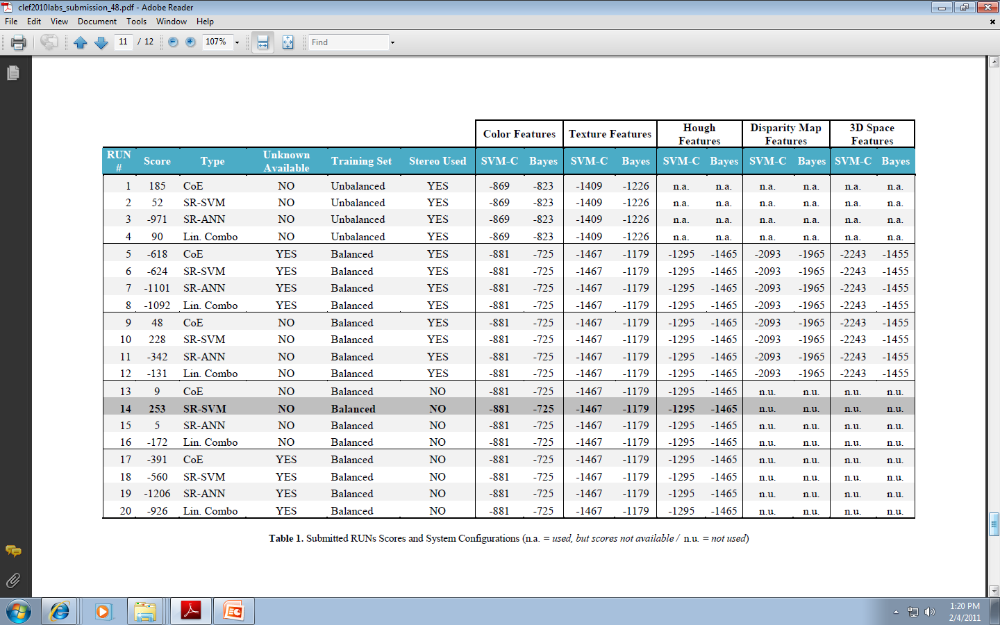 clef2010labs_submission_48.pdf - Adobe Reader
File Edit View Document Tools Window Help
11 / 12 107% Find
Color Features Texture Features Hough Features Disparity Map Features 3D Space Features
RUN # Score Type Unknown Available Training Set Stereo Used SVM-C Bayes SVM-C Bayes SVM-C Bayes SVM-C Bayes SVM-C Bayes
1 185 CoE NO Unbalanced YES -869 -823 -1409 -1226 n.a. n.a. n.a. n.a. n.a. n.a.
2 52 SR-SVM NO Unbalanced YES -869 -823 -1409 -1226 n.a. n.a. n.a. n.a. n.a. n.a.
3 -971 SR-ANN NO Unbalanced YES -869 -823 -1409 -1226 n.a. n.a. n.a. n.a. n.a. n.a.
4 90 Lin. Combo NO Unbalanced YES -869 -823 -1409 -1226 n.a. n.a. n.a. n.a. n.a. n.a.
5 -618 CoE YES Balanced YES -881 -725 -1467 -1179 -1295 -1465 -2093 -1965 -2243 -1455
6 -624 SR-SVM YES Balanced YES -881 -725 -1467 -1179 -1295 -1465 -2093 -1965 -2243 -1455
7 -1101 SR-ANN YES Balanced YES -881 -725 -1467 -1179 -1295 -1465 -2093 -1965 -2243 -1455
8 -1092 Lin. Combo YES Balanced YES -881 -725 -1467 -1179 -1295 -1465 -2093 -1965 -2243 -1455
9 48 CoE NO Balanced YES -881 -725 -1467 -1179 -1295 -1465 -2093 -1965 -2243 -1455
10 228 SR-SVM NO Balanced YES -881 -725 -1467 -1179 -1295 -1465 -2093 -1965 -2243 -1455
11 -342 SR-ANN NO Balanced YES -881 -725 -1467 -1179 -1295 -1465 -2093 -1965 -2243 -1455
12 -131 Lin. Combo NO Balanced YES -881 -725 -1467 -1179 -1295 -1465 -2093 -1965 -2243 -1455
13 9 CoE NO Balanced NO -881 -725 -1467 -1179 -1295 -1465 n.u. n.u. n.u. n.u.
14 253 SR-SVM NO Balanced NO -881 -725 -1467 -1179 -1295 -1465 n.u. n.u. n.u. n.u.
15 5 SR-ANN NO Balanced NO -881 -725 -1467 -1179 -1295 -1465 n.u. n.u. n.u. n.u.
16 -172 Lin. Combo NO Balanced NO -881 -725 -1467 -1179 -1295 -1465 n.u. n.u. n.u. n.u.
17 -391 CoE YES Balanced NO -881 -725 -1467 -1179 -1295 -1465 n.u. n.u. n.u. n.u.
18 -560 SR-SVM YES Balanced NO -881 -725 -1467 -1179 -1295 -1465 n.u. n.u. n.u. n.u.
19 -1206 SR-ANN YES Balanced NO -881 -725 -1467 -1179 -1295 -1465 n.u. n.u. n.u. n.u.
20 -926 Lin. Combo YES Balanced NO -881 -725 -1467 -1179 -1295 -1465 n.u. n.u. n.u. n.u.
Table 1. Submitted RUNs Scores and System Configurations (n.a. = used, but scores not available / n.u. = not used)
1:20 PM
2/4/2011